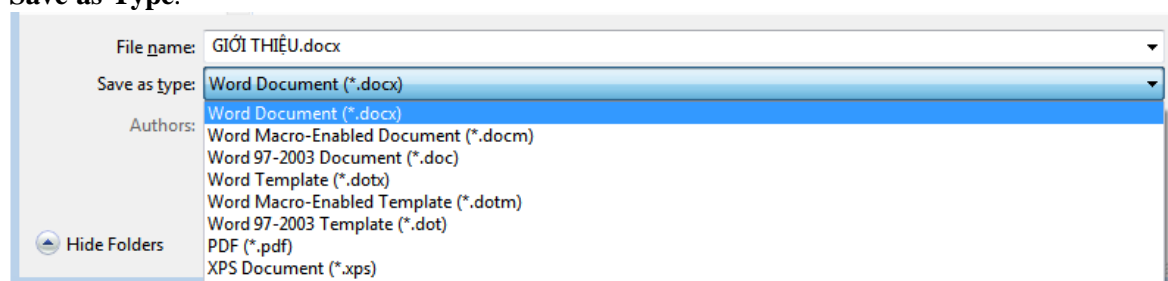 Save as Type.
File name: GIỚI THIỆU.docx
Save as type: Word Document (*.docx)
Authors:
Word Document (*.docx)
Word Macro-Enabled Document (*.docm)
Word 97-2003 Document (*.doc)
Word Template (*.dotx)
Word Macro-Enabled Template (*.dotm)
Word 97-2003 Template (*.dot)
Hide Folders
PDF (*.pdf)
XPS Document (*.xps)